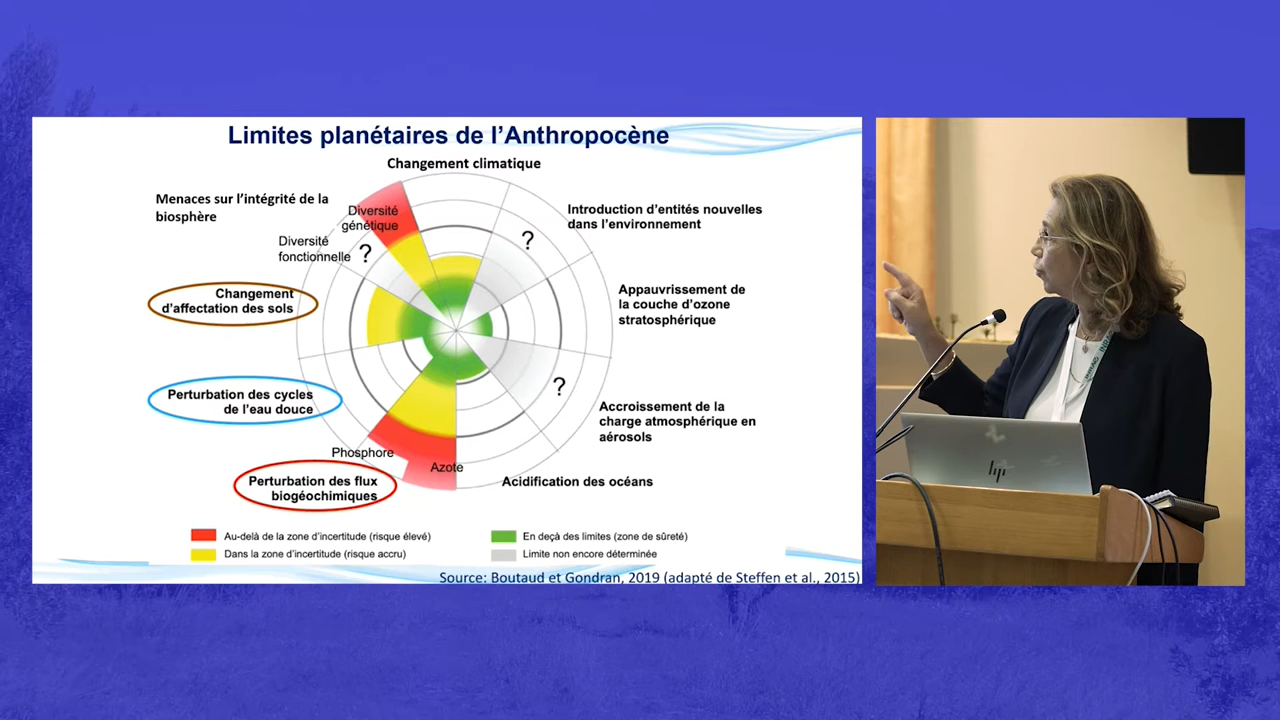 Limites planétaires de l’Anthropocène
Changement climatique
Menaces sur l’intégrité de la
biosphère
Diversité
génétique
Diversité
fonctionnelle
?
?
Introduction d’entités nouvelles
dans l’environnement
Changement
d’affectation des sols
Appauvrissement de
la couche d’ozone
stratosphérique
Perturbation des cycles
de l’eau douce
?
Accroissement de la
charge atmosphérique en
aérosols
Phosphore
Azote
Perturbation des flux
biogéochimiques
Acidification des océans
Au-delà de la zone d’incertitude (risque élevé)
En deçà des limites (zone de sûreté)
Dans la zone d’incertitude (risque accru)
Limite non encore déterminée
Source: Boutaud et Gondran, 2019 (adapté de Steffen et al., 2015)
hp